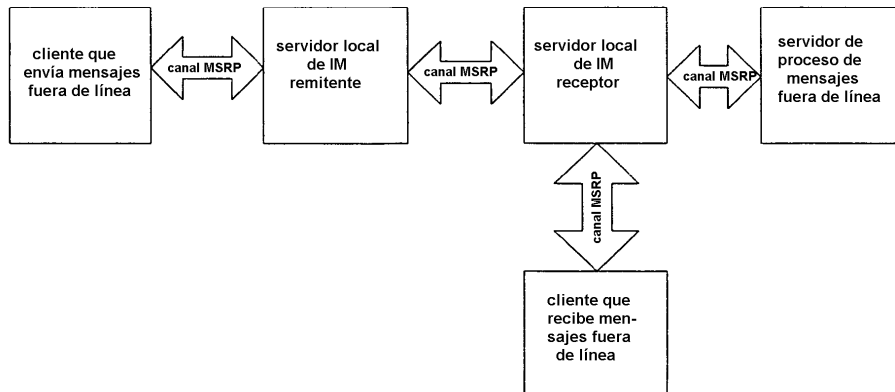 cliente que
envía mensajes
fuera de línea
canal MSRP
servidor local
de IM
remitente
canal MSRP
servidor local
de IM
receptor
canal MSRP
servidor de
proceso de
mensajes
fuera de línea
canal MSRP
cliente que
recibe men-
sajes fuera
de línea